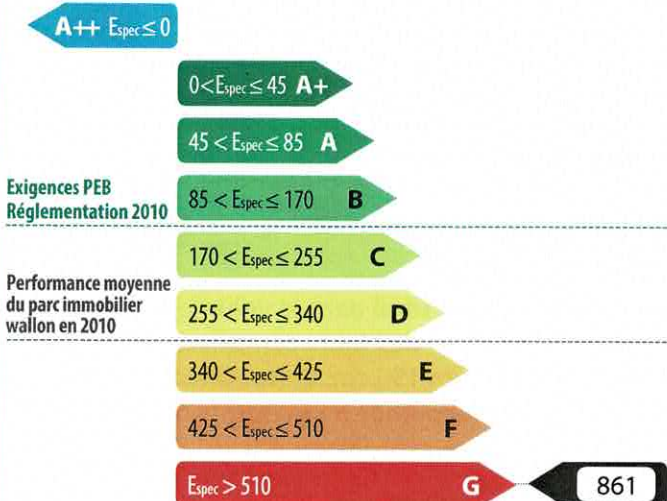 A++ Espec ≤ 0
0 < Espec ≤ 45 A+
45 < Espec ≤ 85 A
Exigences PEB
Réglementation 2010
85 < Espec ≤ 170 B
170 < Espec ≤ 255 C
Performance moyenne
du parc immobilier
wallon en 2010
255 < Espec ≤ 340 D
340 < Espec ≤ 425 E
425 < Espec ≤ 510 F
Espec > 510 G 861